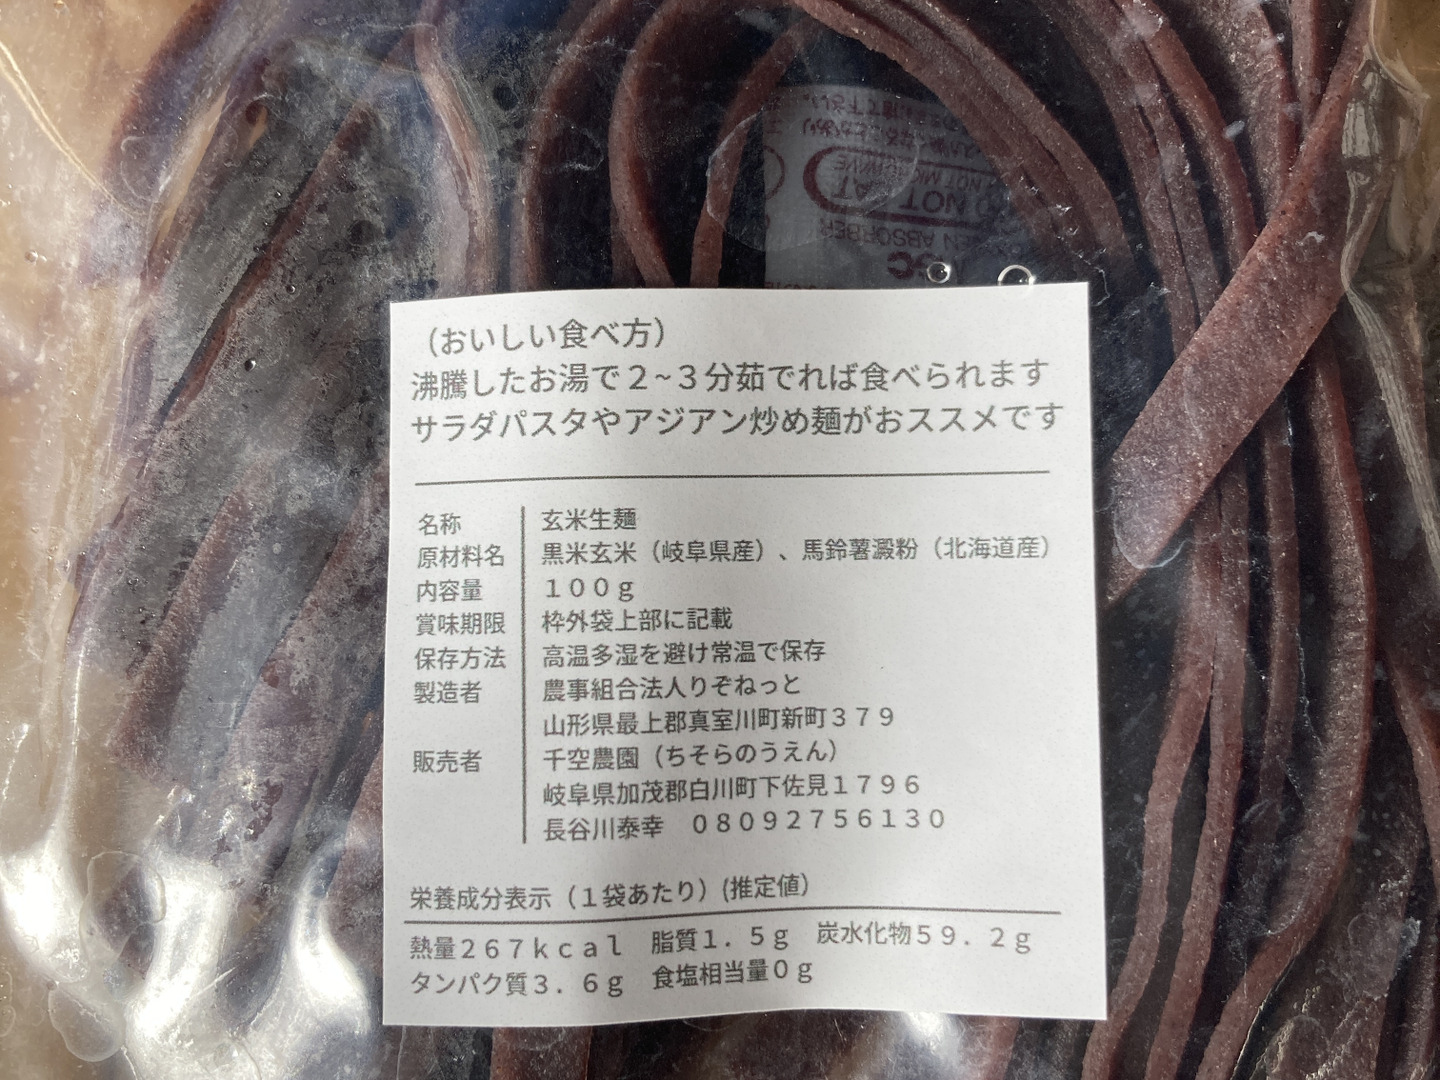 DO NOT EAT
（おいしい食べ方）
沸騰したお湯で２~３分茹でれば食べられます
サラダパスタやアジアン炒め麺がおススメです
名称 玄米生麺
原材料名 黒米玄米（岐阜県産）、馬鈴薯澱粉（北海道産）
内容量 １００ｇ
賞味期限 枠外袋上部に記載
保存方法 高温多湿を避け常温で保存
製造者 農事組合法人りぞねっと
山形県最上郡真室川町新町３７９
販売者 千空農園（ちそらのうえん）
岐阜県加茂郡白川町下佐見１７９６
長谷川泰幸　０８０９２７５６１３０
栄養成分表示（１袋あたり）(推定値）
熱量２６７ｋｃａｌ　脂質１．５ｇ　炭水化物５９．２ｇ
タンパク質３．６ｇ　食塩相当量０ｇ